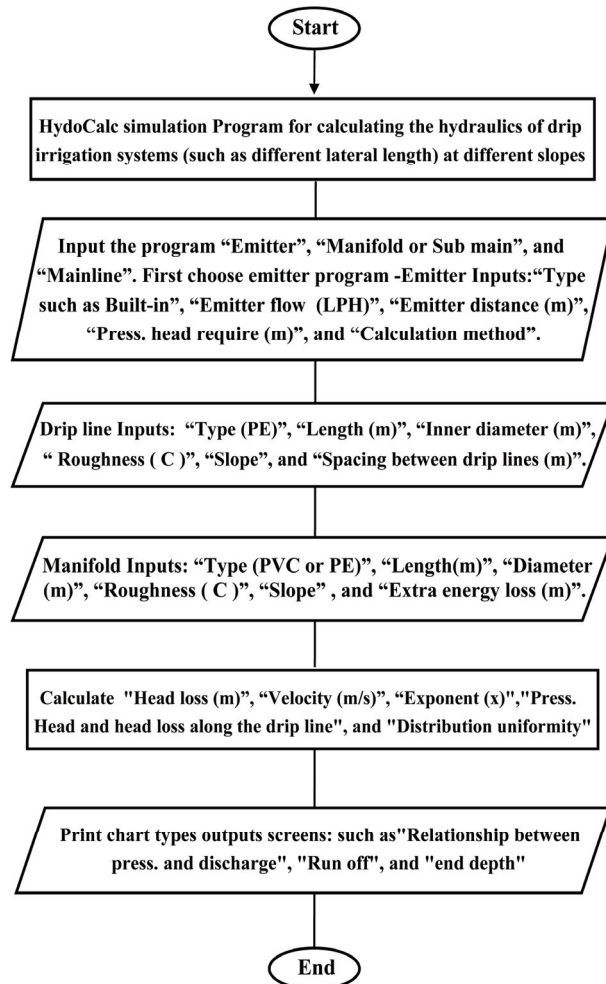 Start
HydoCalc simulation Program for calculating the hydraulics of drip
irrigation systems (such as different lateral length) at different slopes
Input the program “Emitter”, “Manifold or Sub main”, and
“Mainline”. First choose emitter program -Emitter Inputs:“Type
such as Built-in”, “Emitter flow (LPH)”, “Emitter distance (m)”,
“Press. head require (m)”, and “Calculation method”.
Drip line Inputs: “Type (PE)”, “Length (m)”, “Inner diameter (m)”,
“ Roughness ( C )”, “Slope”, and “Spacing between drip lines (m)”.
Manifold Inputs: “Type (PVC or PE)”, “Length(m)”, “Diameter
(m)”, “Roughness ( C )”, “Slope” , and “Extra energy loss (m)”.
Calculate "Head loss (m)”, “Velocity (m/s)”, “Exponent (x)","Press.
Head and head loss along the drip line", and "Distribution uniformity"
Print chart types outputs screens: such as"Relationship between
press. and discharge", "Run off", and "end depth"
End